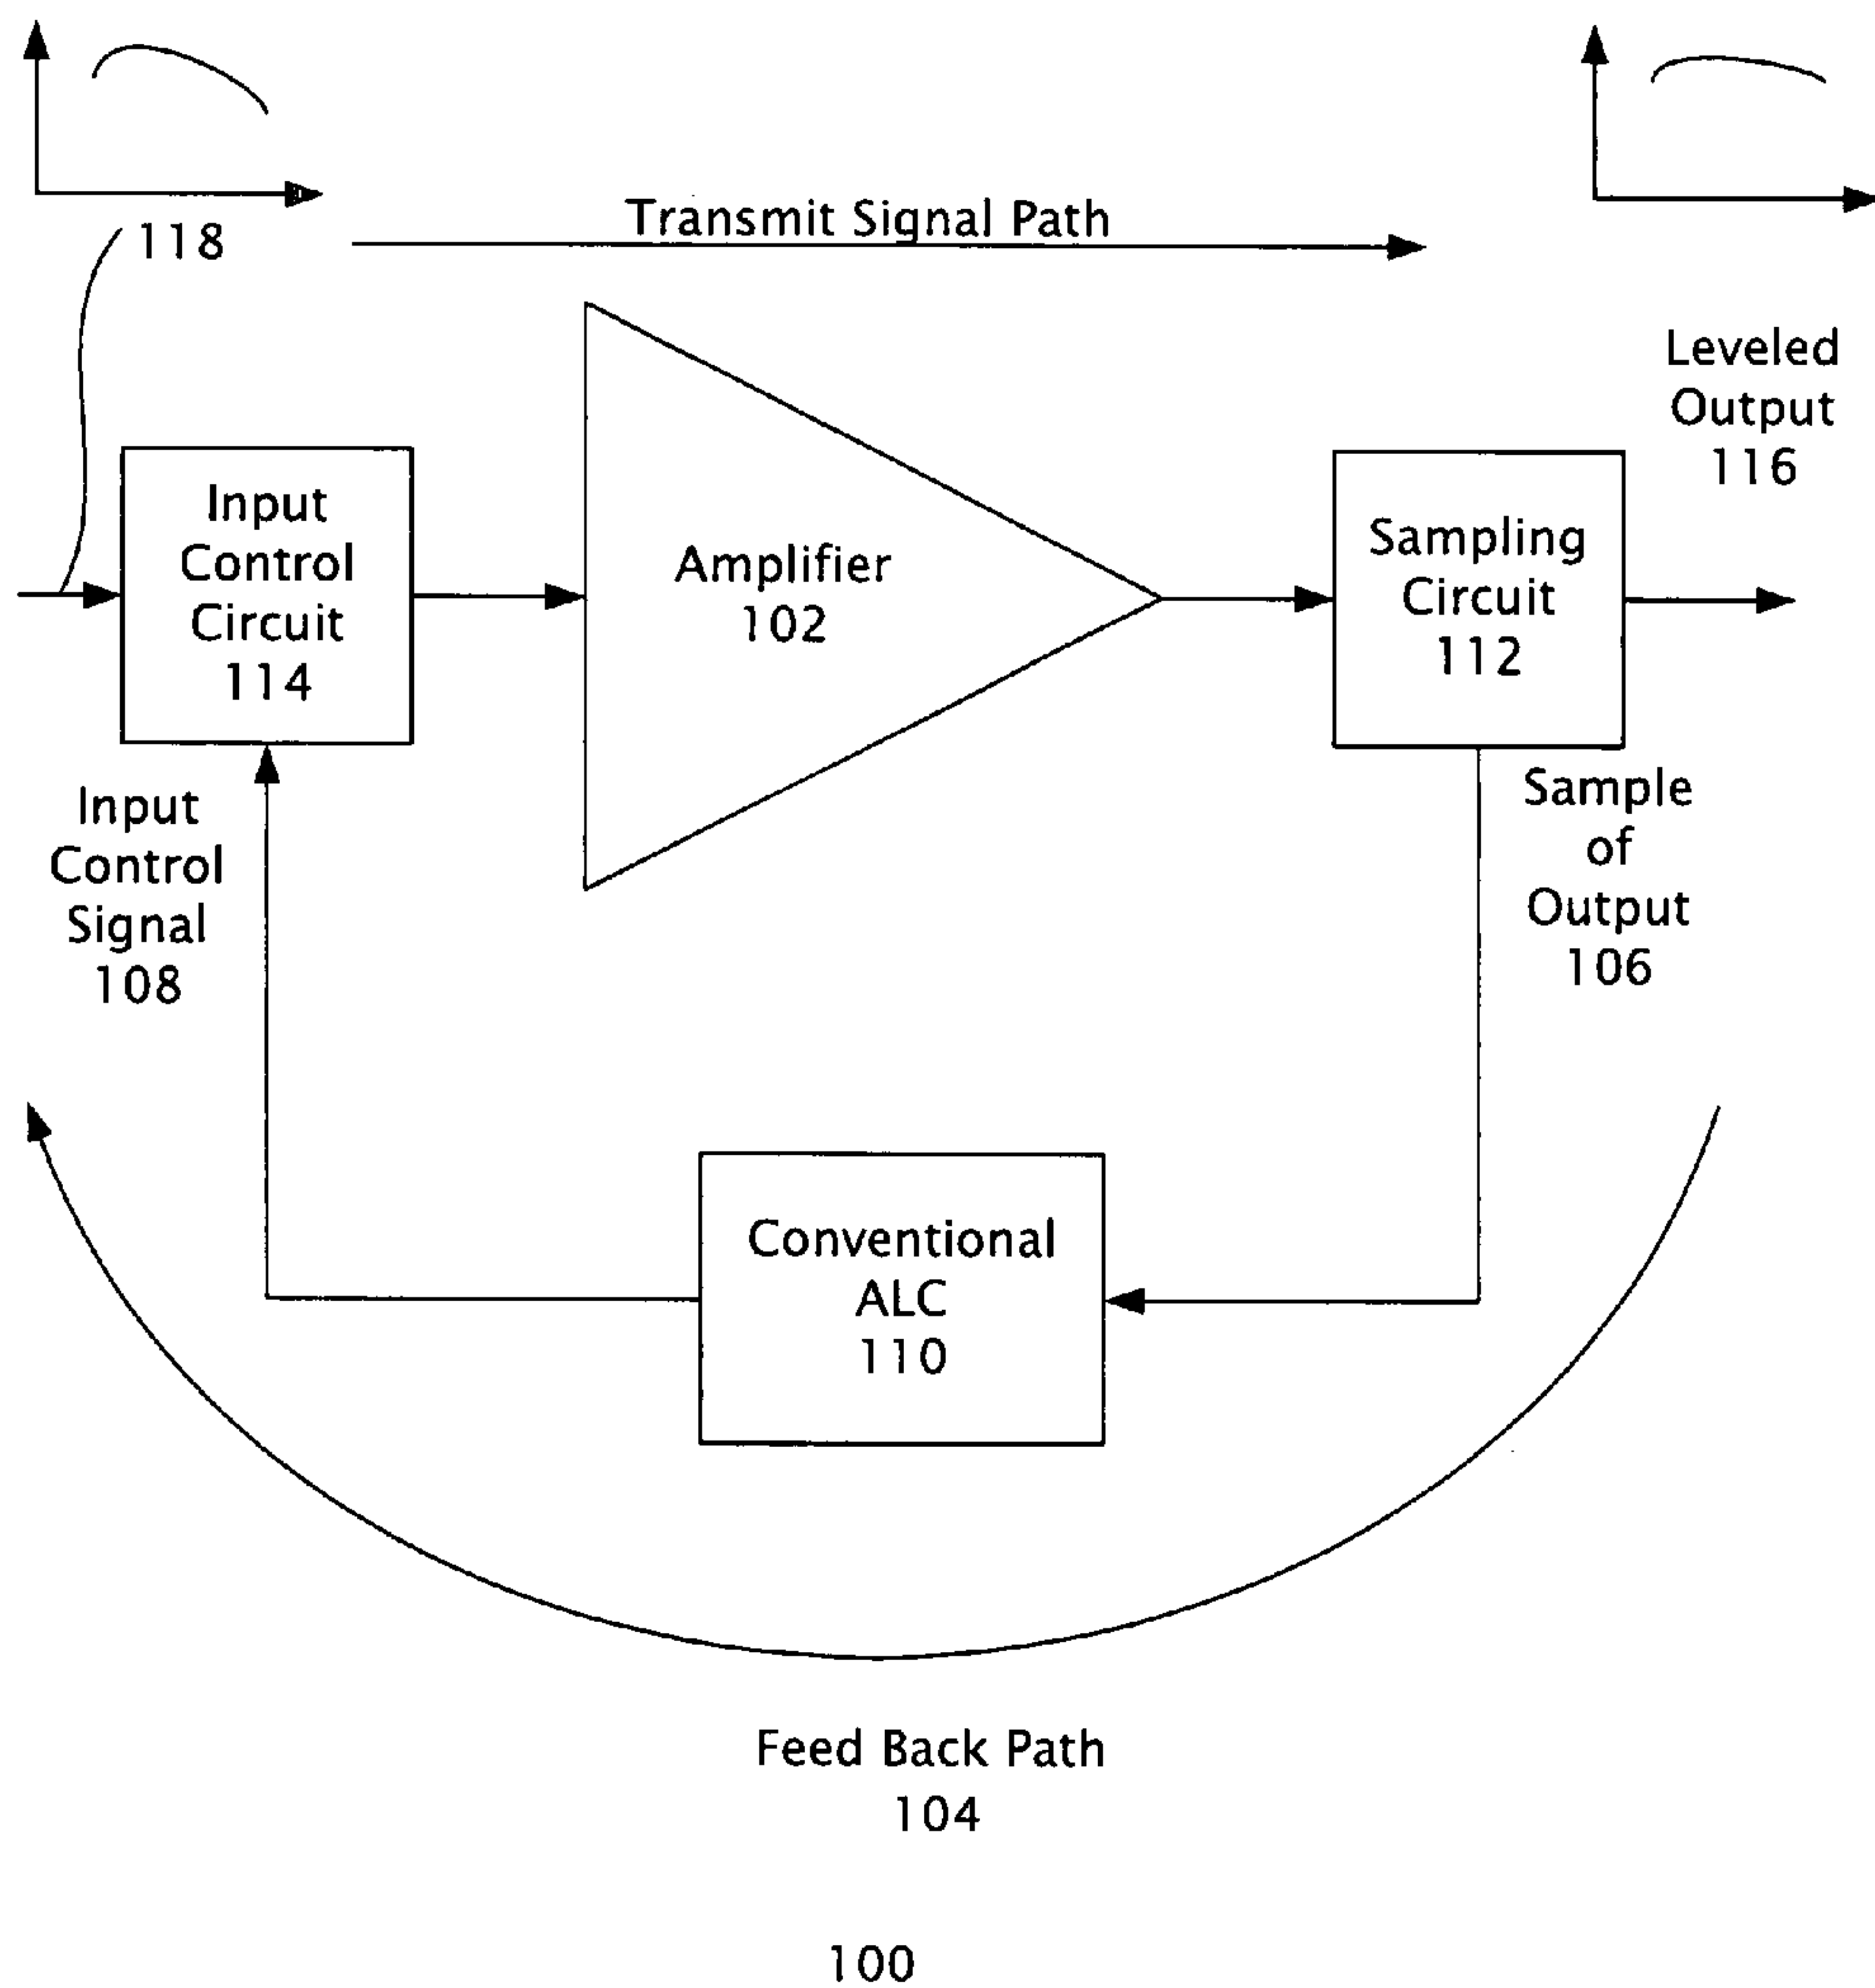 118
Transmit Signal Path
Leveled
Output
116
Input
Control
Circuit
114
Amplifier
102
Sampling
Circuit
112
Input
Control
Signal
108
Sample
of
Output
106
Conventional
ALC
110
Feed Back Path
104
100